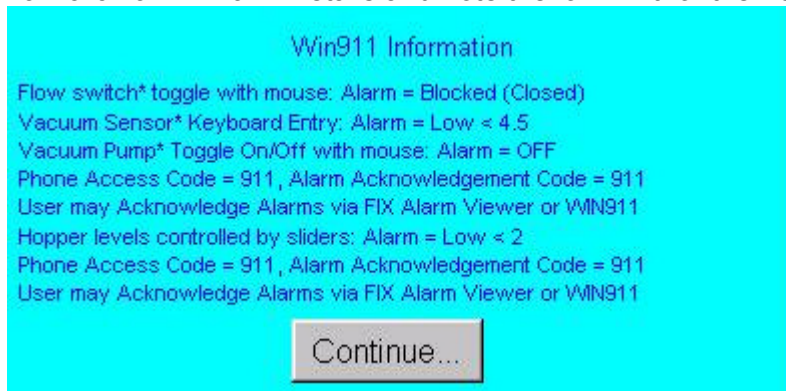 Win911 Information
Flow switch* toggle with mouse: Alarm = Blocked (Closed)
Vacuum Sensor* Keyboard Entry: Alarm = Low < 4.5
Vacuum Pump* Toggle On/Off with mouse: Alarm = OFF
Phone Access Code = 911, Alarm Acknowledgement Code = 911
User may Acknowledge Alarms via FIX Alarm Viewer or WIN911
Hopper levels controlled by sliders: Alarm = Low < 2
Phone Access Code = 911, Alarm Acknowledgement Code = 911
User may Acknowledge Alarms via FIX Alarm Viewer or WIN911
Continue...